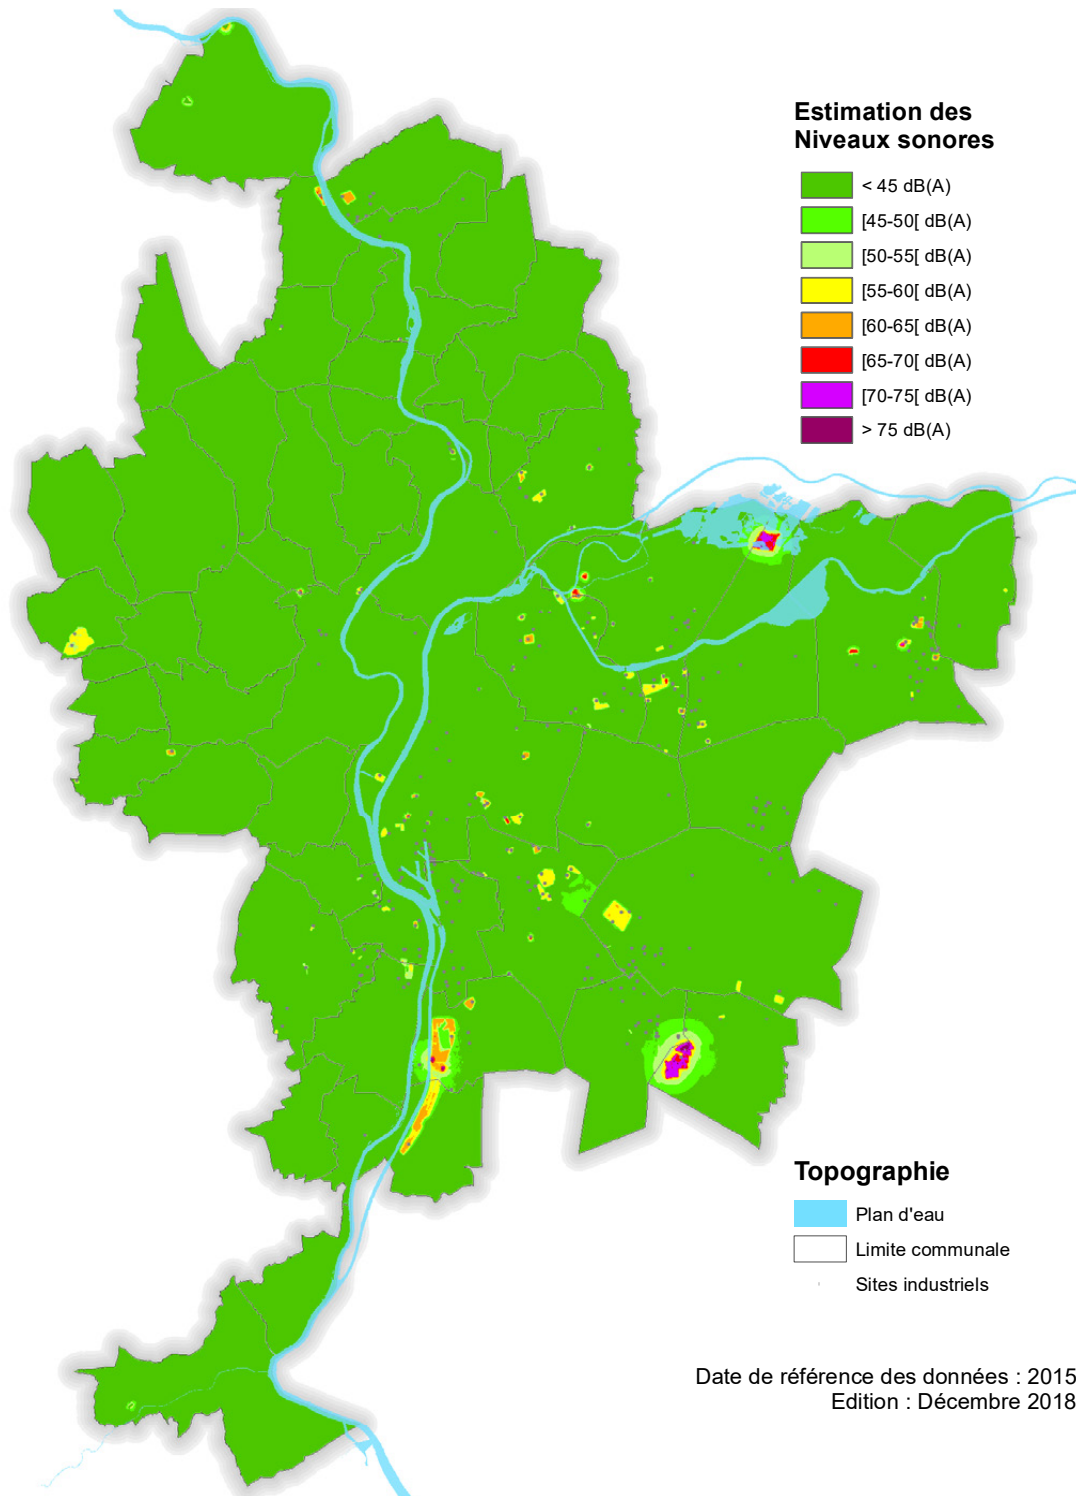 Estimation des
Niveaux sonores
< 45 dB(A)
[45-50[ dB(A)
[50-55[ dB(A)
[55-60[ dB(A)
[60-65[ dB(A)
[65-70[ dB(A)
[70-75[ dB(A)
> 75 dB(A)
Topographie
Plan d'eau
Limite communale
Sites industriels
Date de référence des données : 2015
Edition : Décembre 2018